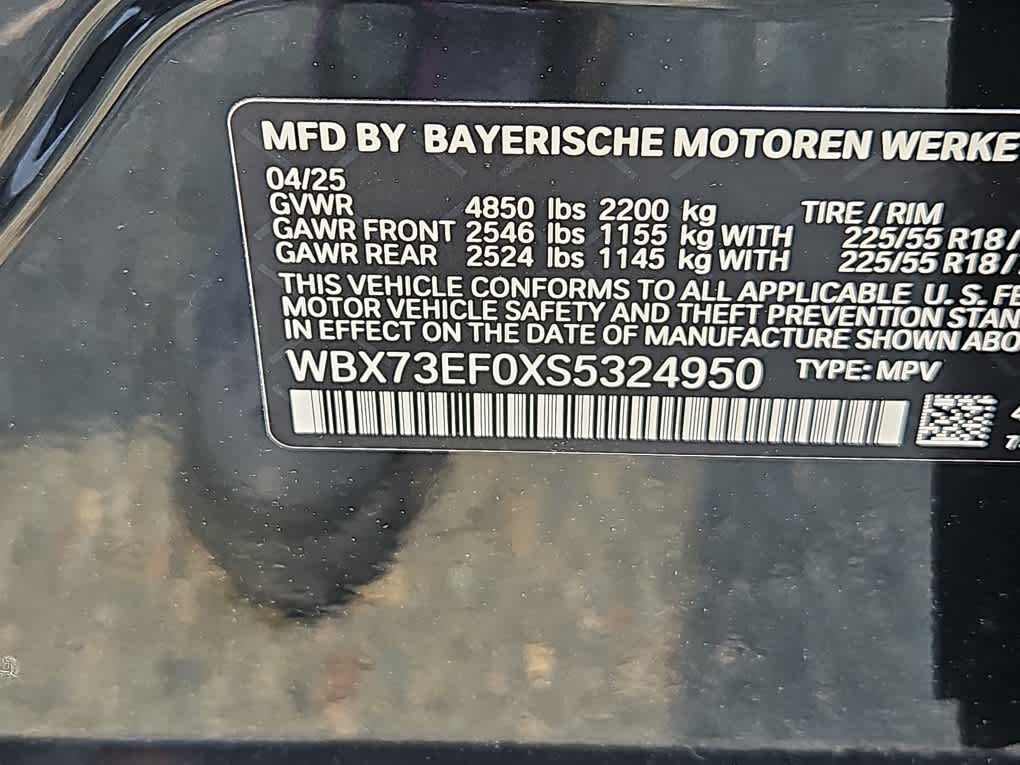 MFD BY BAYERISCHE MOTOREN WERKE
04/25
GVWR 4850 lbs 2200 kg TIRE / RIM
GAWR FRONT 2546 lbs 1155 kg WITH 225/55 R18 /
GAWR REAR 2524 lbs 1145 kg WITH 225/55 R18 /
THIS VEHICLE CONFORMS TO ALL APPLICABLE U. S. FE
MOTOR VEHICLE SAFETY AND THEFT PREVENTION STAN
IN EFFECT ON THE DATE OF MANUFACTURE SHOWN ABO
WBX73EF0XS5324950 TYPE: MPV